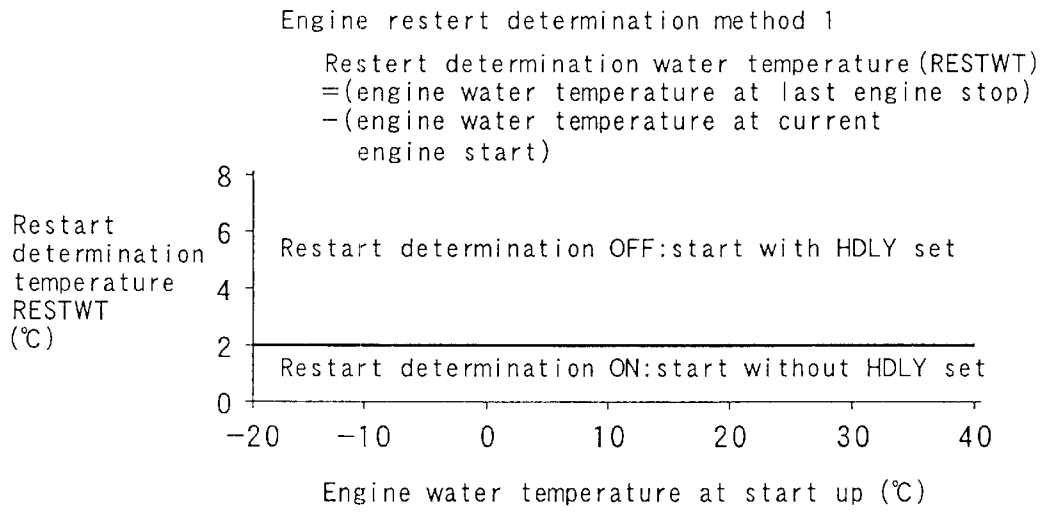 Engine restert determination method 1
Restert determination water temperature(RESTWT)
=(engine water temperature at last engine stop)
-(engine water temperature at current
engine start)
8
Restart
determination
temperature
RESTWT
(℃)
6
Restart determination OFF:start with HDLY set
4
2
Restart determination ON:start without HDLY set
0
-20 -10 0 10 20 30 40
Engine water temperature at start up (℃)